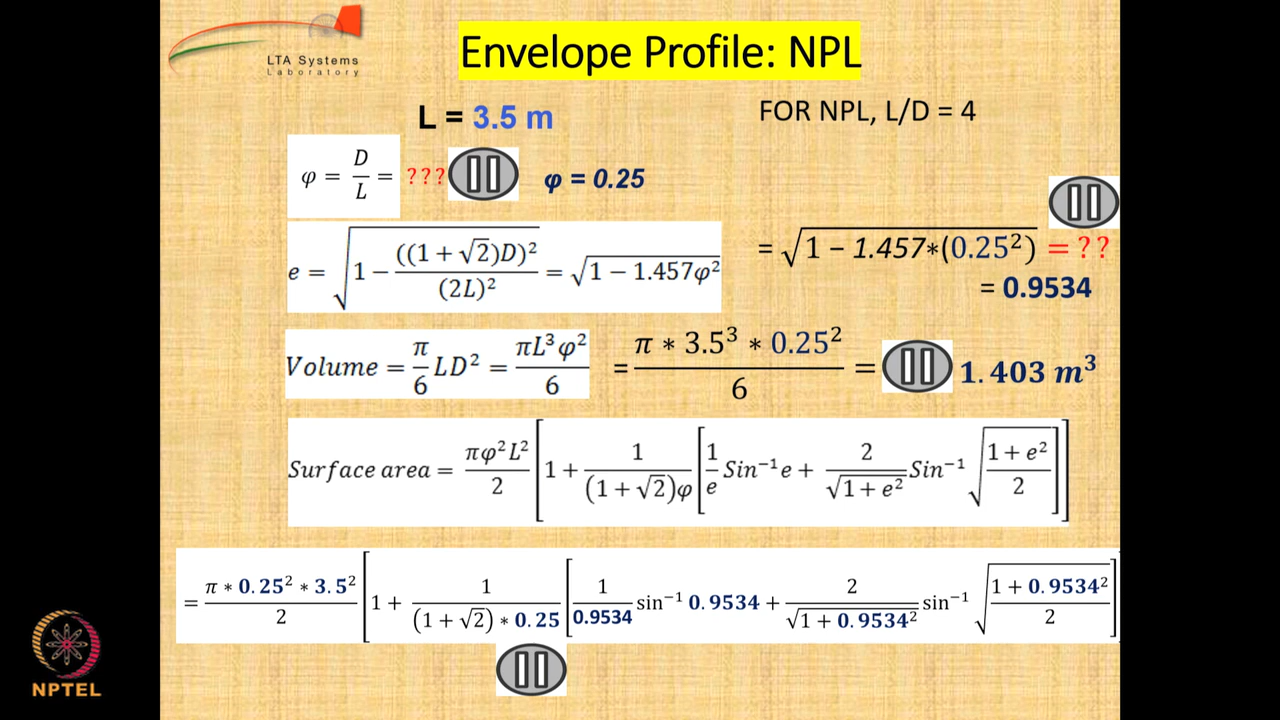 LTA Systems
Laboratory
Envelope Profile: NPL
L = 3.5 m
FOR NPL, L/D = 4
φ = D/L = ???
φ = 0.25
e = √(1 − ((1 + √2)D)²/(2L)²) = √(1 − 1.457φ²)
= √(1 − 1.457*(0.25²)) = ??
= 0.9534
Volume = π/6 LD² = πL³φ²/6 = π * 3.5³ * 0.25²/6 = 1.403 m³
Surface area = πφ²L²/2 [1 + 1/((1 + √2)φ) [1/e Sin⁻¹e + 2/√(1 + e²) Sin⁻¹ √((1 + e²)/2)]]
= π * 0.25² * 3.5²/2 [1 + 1/((1 + √2) * 0.25) [1/0.9534 sin⁻¹ 0.9534 + 2/√(1 + 0.9534²) sin⁻¹ √((1 + 0.9534²)/2)]]
NPTEL